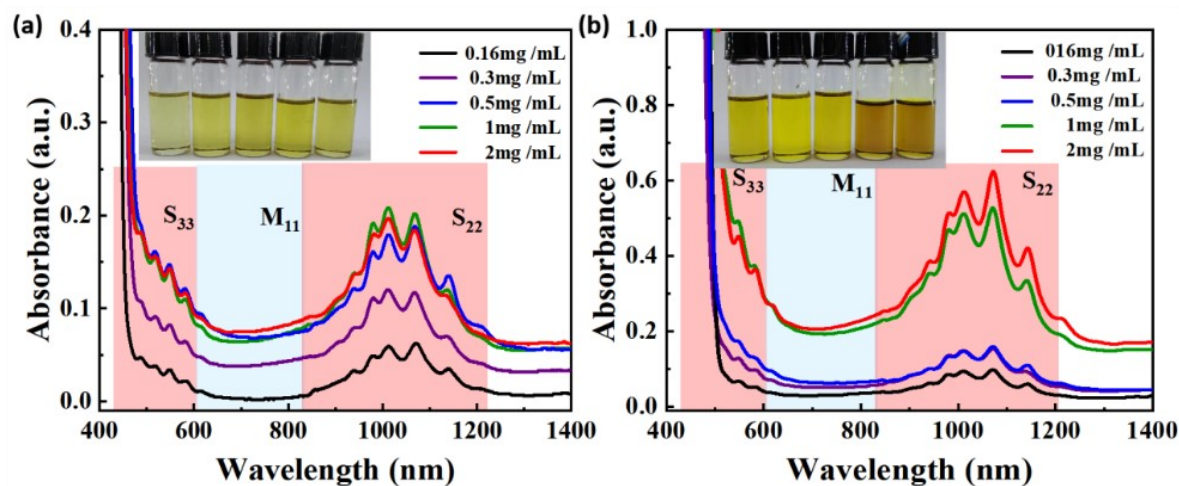 (a)
0.4
0.3
0.2
0.1
0.0
Absorbance (a.u.)
0.16mg /mL
0.3mg /mL
0.5mg /mL
1mg /mL
2mg /mL
S33
M11
S22
400 600 800 1000 1200 1400
Wavelength (nm)
(b)
1.0
0.8
0.6
0.4
0.2
0.0
Absorbance (a.u.)
016mg /mL
0.3mg /mL
0.5mg /mL
1mg /mL
2mg /mL
S33
M11
S22
400 600 800 1000 1200 1400
Wavelength (nm)